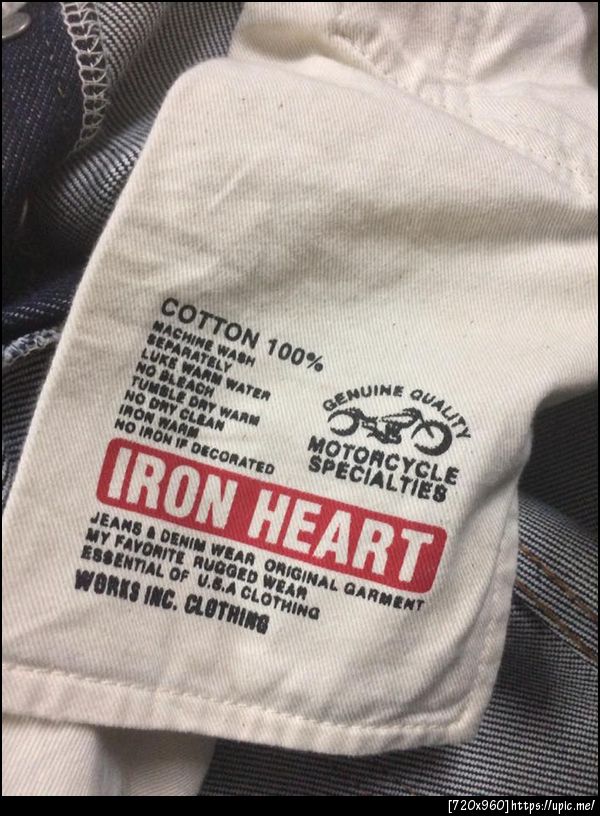 COTTON 100%
MACHINE WASH
SEPARATELY
LUKE WARM WATER
NO BLEACH
TUMBLE DRY WARM
NO DRY CLEAN
IRON WARM
NO IRON IF DECORATED
GENUINE QUALITY
MOTORCYCLE
SPECIALTIES
IRON HEART
JEANS & DENIM WEAR ORIGINAL GARMENT
MY FAVORITE RUGGED WEAR
ESSENTIAL OF U.S.A CLOTHING
WORKS INC. CLOTHING
[720x960]https://upic.me/